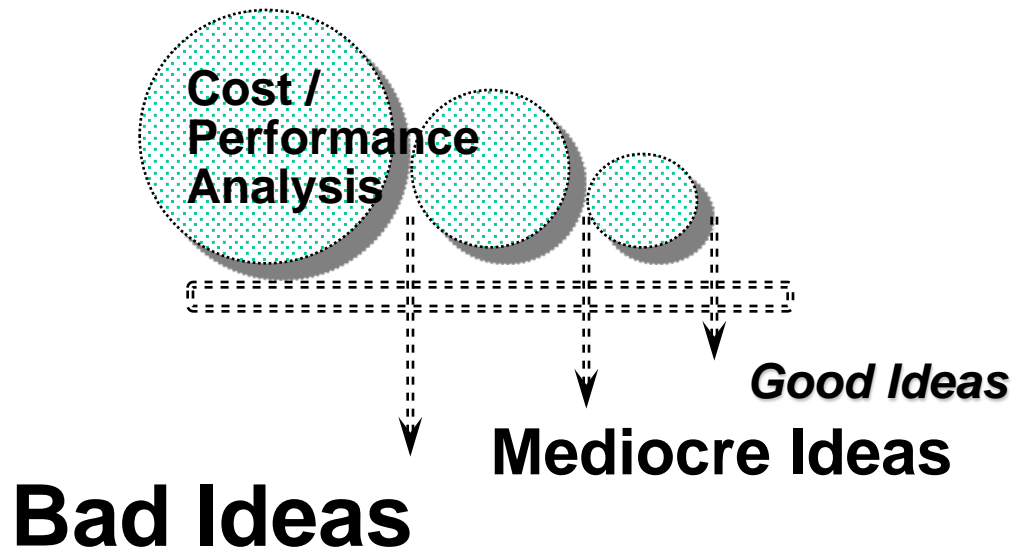 Cost /
Performance
Analysis
Good Ideas
Mediocre Ideas
Bad Ideas